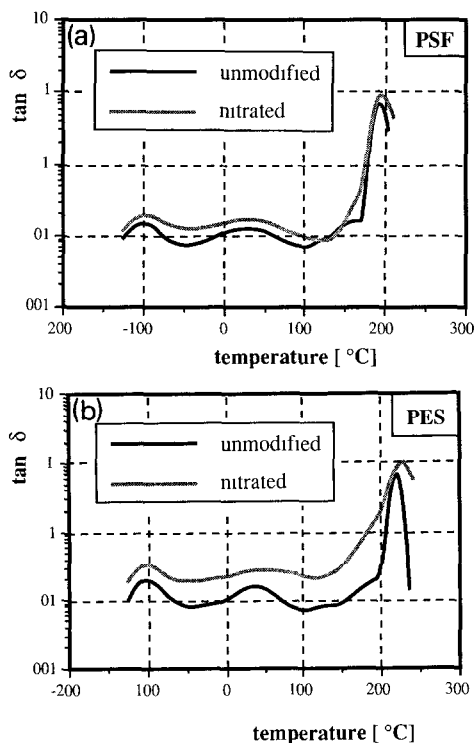 (a)
PSF
unmodified
nitrated
tan δ
10
1
1
01
001
200
-100
0
100
200
300
temperature [ °C]
(b)
PES
unmodified
nitrated
tan δ
10
1
1
01
001
-200
100
0
100
200
300
temperature [ °C]